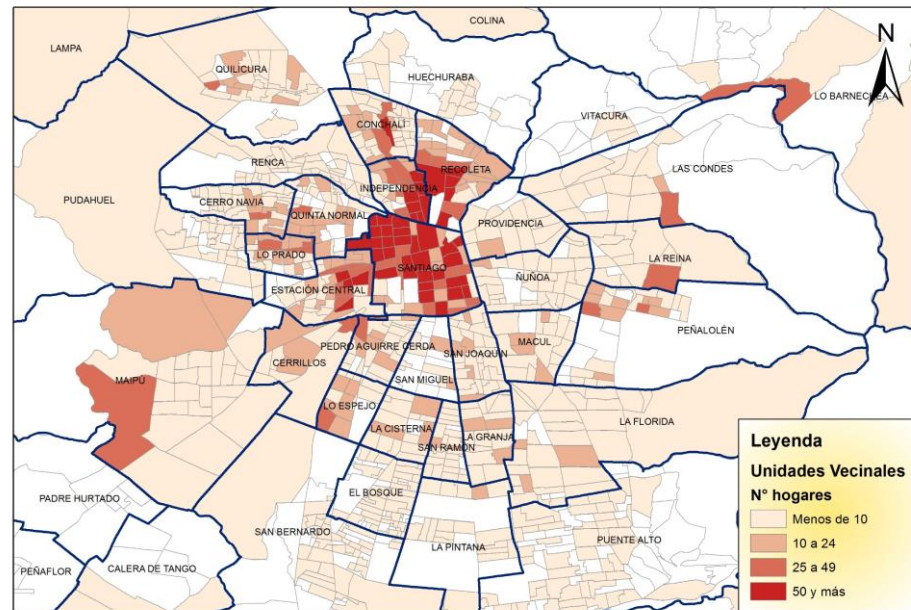 COLINA
LAMPA
N
QUILICURA
HUECHURABA
LO BARNECHEA
VITACURA
CONCHALÍ
RENCA
RECOLETA
LAS CONDES
INDEPENDENCIA
PUDAHUEL
CERRO NAVIA
QUINTA NORMAL
PROVIDENCIA
LO PRADO
SANTIAGO
LA REINA
ÑUÑOA
ESTACIÓN CENTRAL
PEÑALOLÉN
PEDRO AGUIRRE CERDA
MACUL
SAN JOAQUÍN
CERRILLOS
SAN MIGUEL
MAIPÚ
LO ESPEJO
LA CISTERNA
LA GRANJA
LA FLORIDA
SAN RAMÓN
EL BOSQUE
PADRE HURTADO
SAN BERNARDO
LA PINTANA
PUENTE ALTO
PEÑAFLOR
CALERA DE TANGO
Leyenda
Unidades Vecinales
N° hogares
Menos de 10
10 a 24
25 a 49
50 y más